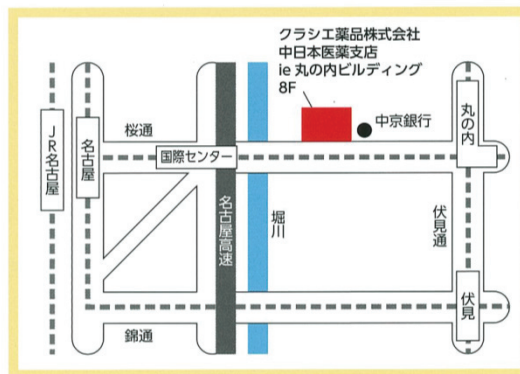 クラシエ薬品株式会社
中日本医薬支店
ie 丸の内ビルディング
8F
中京銀行
桜通
国際センター
JR名古屋
名古屋
名古屋高速
堀川
伏見通
丸の内
伏見
錦通